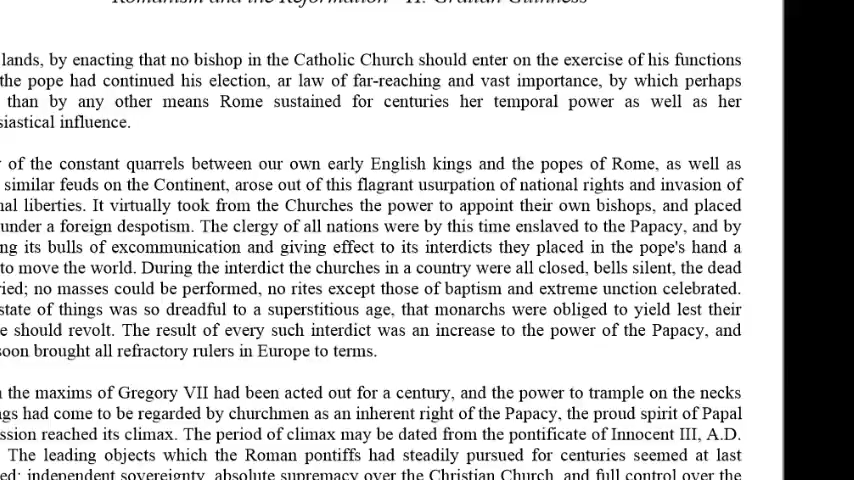 Romanism and the Reformation - H. Grattan Guinness
lands, by enacting that no bishop in the Catholic Church should enter on the exercise of his functions
the pope had continued his election, ar law of far-reaching and vast importance, by which perhaps
than by any other means Rome sustained for centuries her temporal power as well as her
siastical influence.
of the constant quarrels between our own early English kings and the popes of Rome, as well as
similar feuds on the Continent, arose out of this flagrant usurpation of national rights and invasion of
nal liberties. It virtually took from the Churches the power to appoint their own bishops, and placed
under a foreign despotism. The clergy of all nations were by this time enslaved to the Papacy, and by
ng its bulls of excommunication and giving effect to its interdicts they placed in the pope's hand a
to move the world. During the interdict the churches in a country were all closed, bells silent, the dead
ried; no masses could be performed, no rites except those of baptism and extreme unction celebrated.
state of things was so dreadful to a superstitious age, that monarchs were obliged to yield lest their
e should revolt. The result of every such interdict was an increase to the power of the Papacy, and
soon brought all refractory rulers in Europe to terms.
the maxims of Gregory VII had been acted out for a century, and the power to trample on the necks
ngs had come to be regarded by churchmen as an inherent right of the Papacy, the proud spirit of Papal
ssion reached its climax. The period of climax may be dated from the pontificate of Innocent III, A.D.
The leading objects which the Roman pontiffs had steadily pursued for centuries seemed at last
ed: independent sovereignty, absolute supremacy over the Christian Church, and full control over the